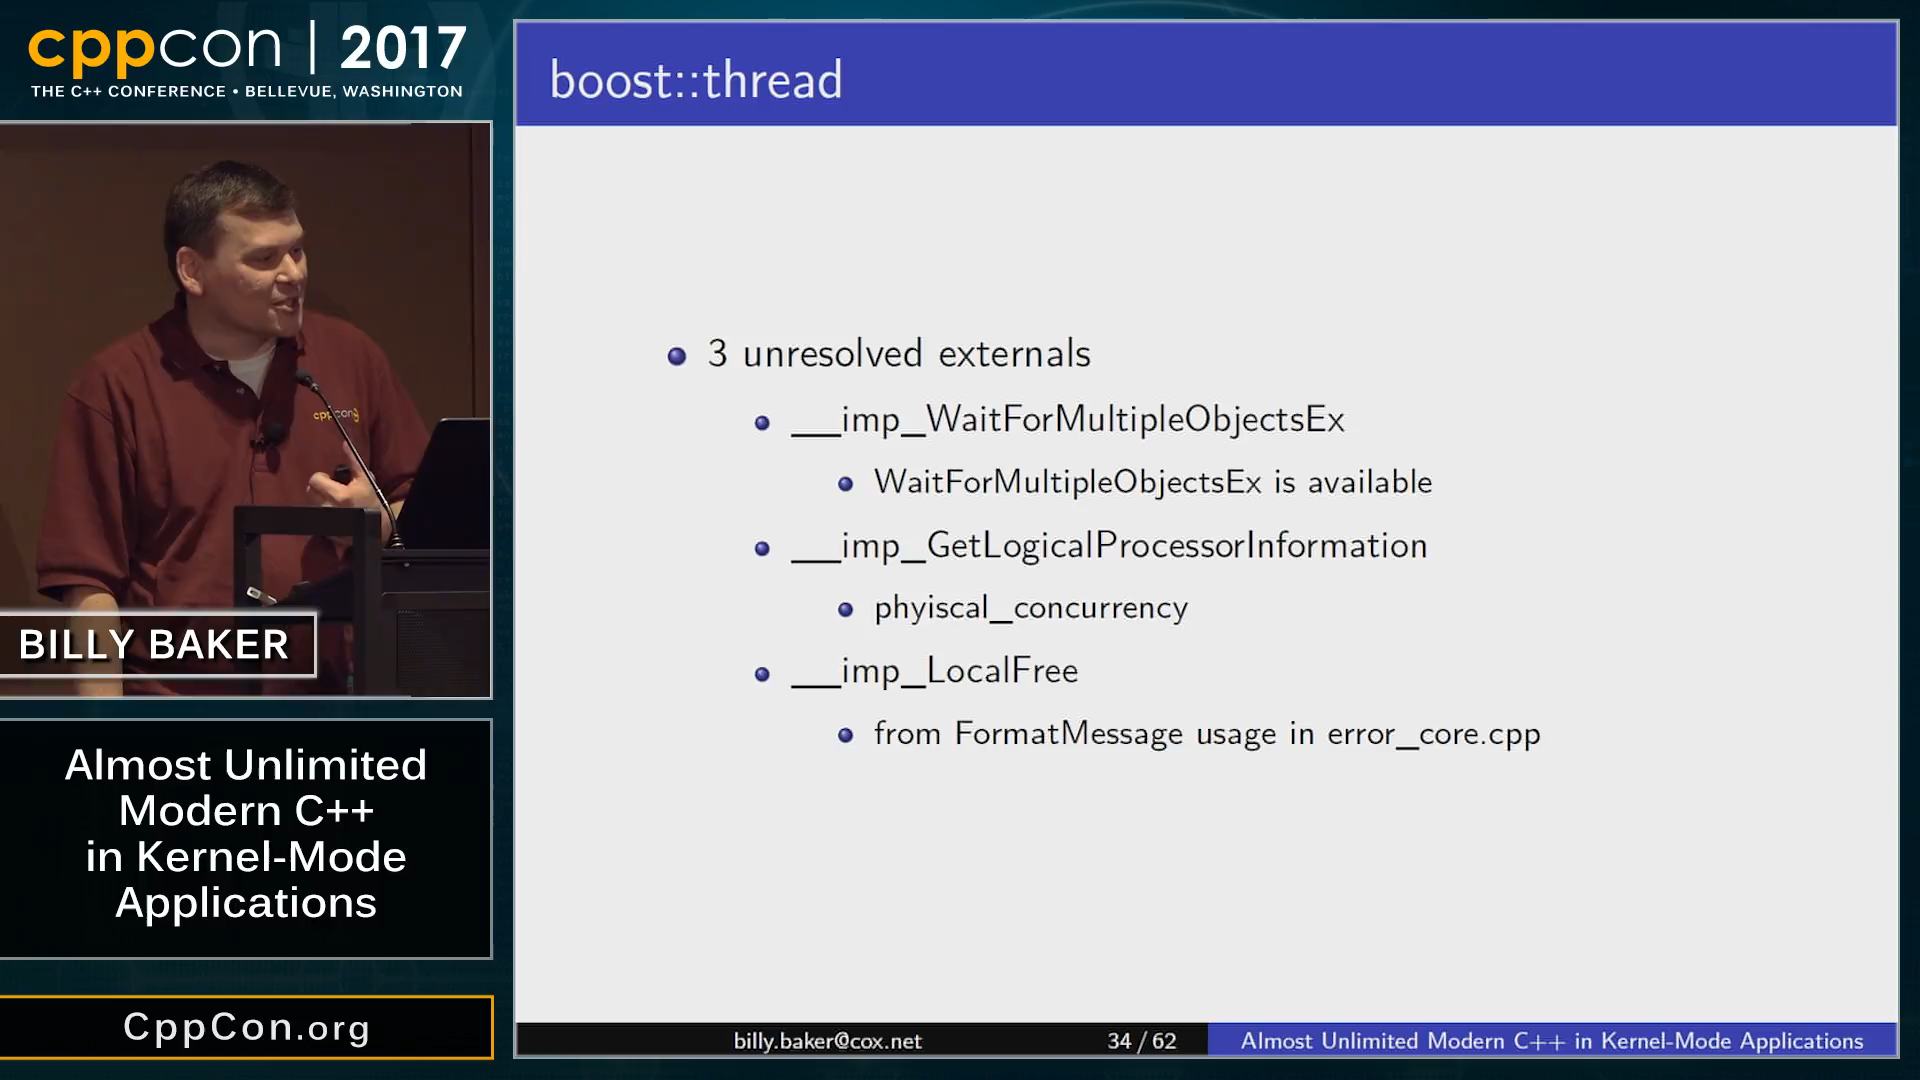 cppcon | 2017
THE C++ CONFERENCE • BELLEVUE, WASHINGTON
cppcon
BILLY BAKER
Almost Unlimited
Modern C++
in Kernel-Mode
Applications
CppCon.org
boost::thread
3 unresolved externals
__imp_WaitForMultipleObjectsEx
WaitForMultipleObjectsEx is available
__imp_GetLogicalProcessorInformation
phyiscal_concurrency
__imp_LocalFree
from FormatMessage usage in error_core.cpp
billy.baker@cox.net
34 / 62
Almost Unlimited Modern C++ in Kernel-Mode Applications